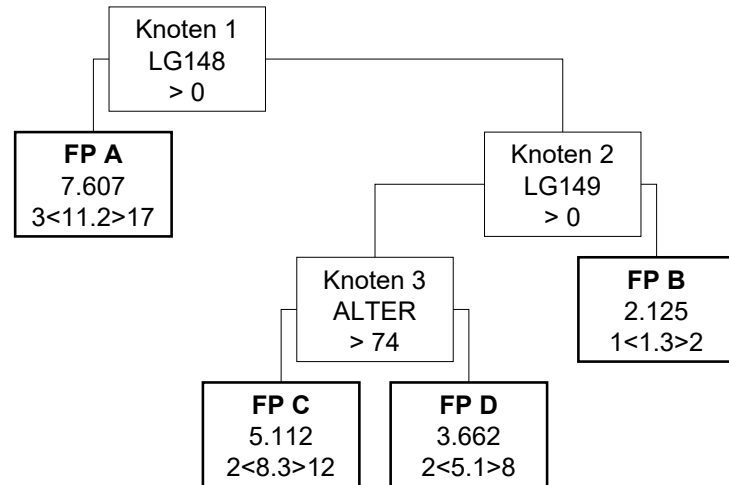 Knoten 1
LG148
> 0
FP A
7.607
3<11.2>17
Knoten 2
LG149
> 0
Knoten 3
ALTER
> 74
FP B
2.125
1<1.3>2
FP C
5.112
2<8.3>12
FP D
3.662
2<5.1>8